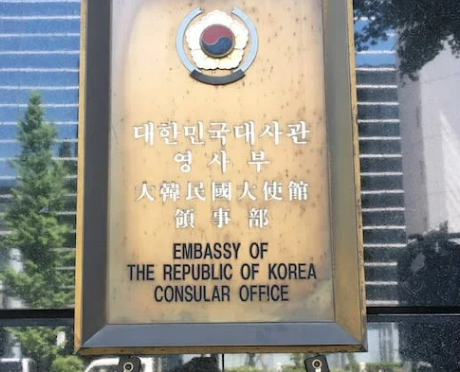 대한민국대사관
영사부
大韓民國大使館
領事部
EMBASSY OF
THE REPUBLIC OF KOREA
CONSULAR OFFICE